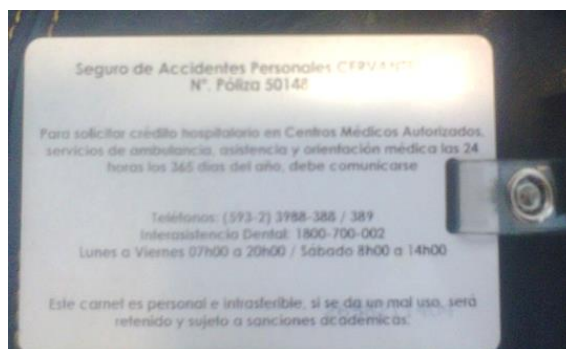 Seguro de Accidentes Personales
N°. Póliza 50148
Para solicitar crédito hospitalario en Centros Médicos Autorizados,
servicios de ambulancia, asistencia y orientación médica las 24
horas los 365 días del año, debe comunicarse
Teléfonos: (593-2) 3988-388 / 389
Interasistencia Dental: 1800-700-002
Lunes a Viernes 07h00 a 20h00 / Sábado 8h00 a 14h00
Este carnet es personal e intrasferible, si se da un mal uso, será
retenido y sujeto a sanciones académicas.